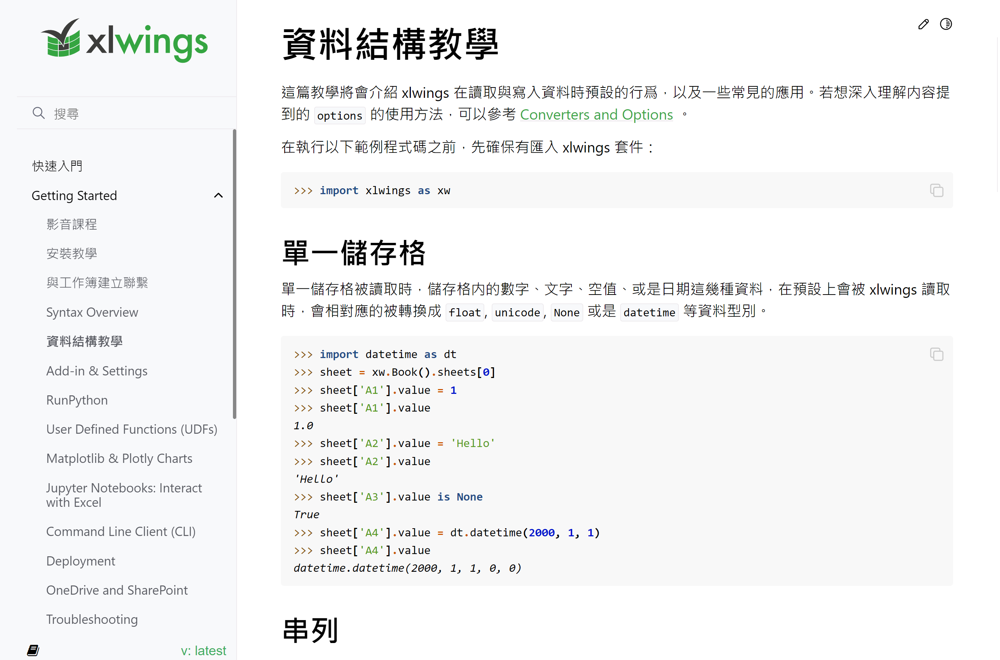 xlwings
搜尋
快速入門
Getting Started
影音課程
安裝教學
與工作簿建立聯繫
Syntax Overview
資料結構教學
Add-in & Settings
RunPython
User Defined Functions (UDFs)
Matplotlib & Plotly Charts
Jupyter Notebooks: Interact
with Excel
Command Line Client (CLI)
Deployment
OneDrive and SharePoint
Troubleshooting
v: latest
資料結構教學
這篇教學將會介紹 xlwings 在讀取與寫入資料時預設的行爲，以及一些常見的應用。若想深入理解内容提
到的 options 的使用方法，可以參考 Converters and Options 。
在執行以下範例程式碼之前，先確保有匯入 xlwings 套件：
>>> import xlwings as xw
單一儲存格
單一儲存格被讀取時，儲存格内的數字、文字、空值、或是日期這幾種資料，在預設上會被 xlwings 讀取
時，會相對應的被轉換成 float, unicode, None 或是 datetime 等資料型別。
>>> import datetime as dt
>>> sheet = xw.Book().sheets[0]
>>> sheet['A1'].value = 1
>>> sheet['A1'].value
1.0
>>> sheet['A2'].value = 'Hello'
>>> sheet['A2'].value
'Hello'
>>> sheet['A3'].value is None
True
>>> sheet['A4'].value = dt.datetime(2000, 1, 1)
>>> sheet['A4'].value
datetime.datetime(2000, 1, 1, 0, 0)
串列